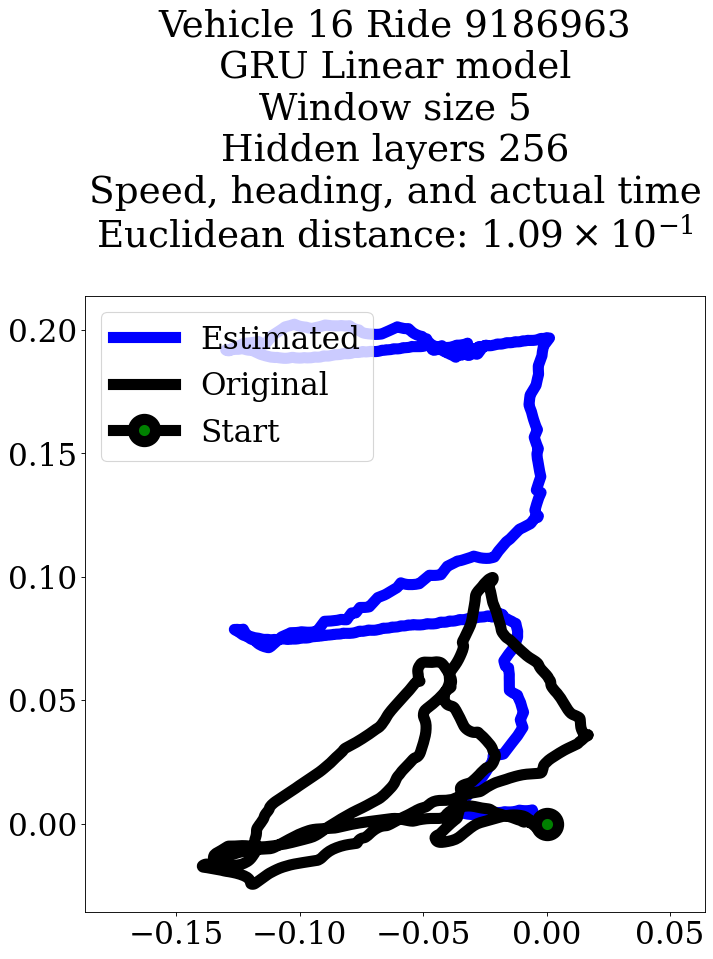 Vehicle 16 Ride 9186963
GRU Linear model
Window size 5
Hidden layers 256
Speed, heading, and actual time
Euclidean distance: 1.09 × 10⁻¹
Estimated
Original
Start
0.20
0.15
0.10
0.05
0.00
−0.15 −0.10 −0.05 0.00 0.05